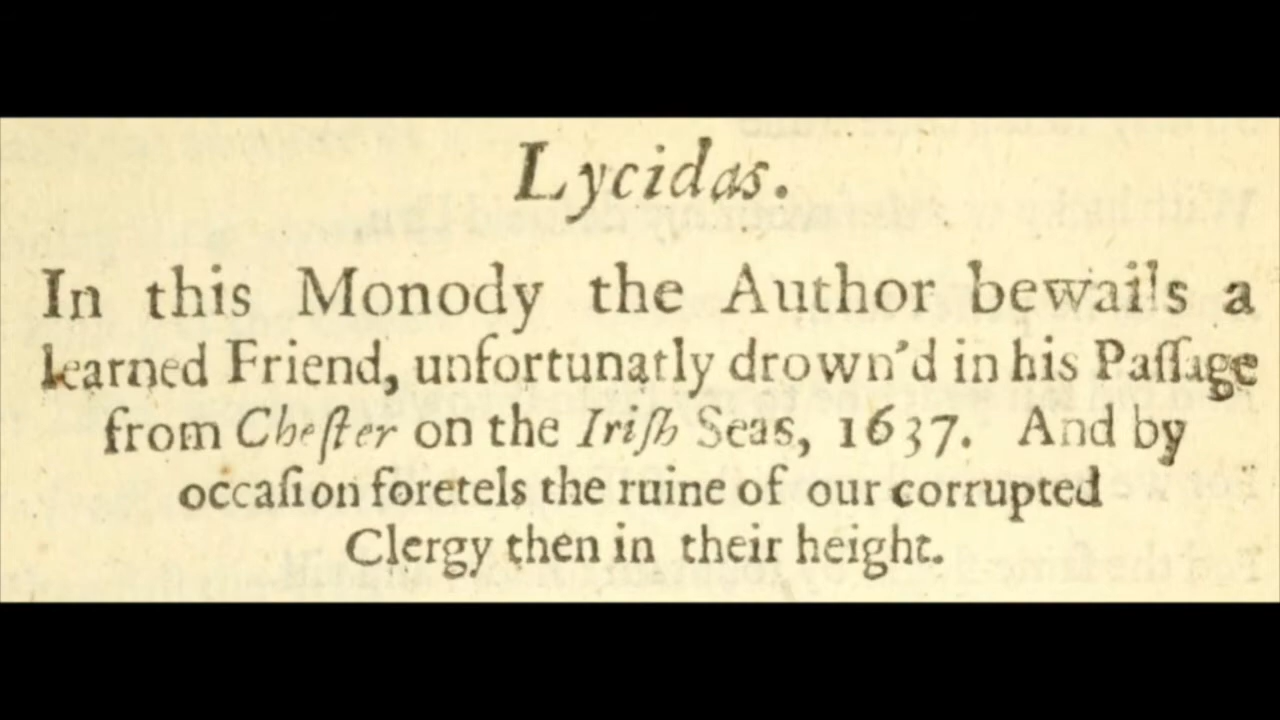 Lycidas.
In this Monody the Author bewails a
learned Friend, unfortunatly drown'd in his Paſſage
from Cheſter on the Iriſh Seas, 1637. And by
occaſion foretels the ruine of our corrupted
Clergy then in their height.